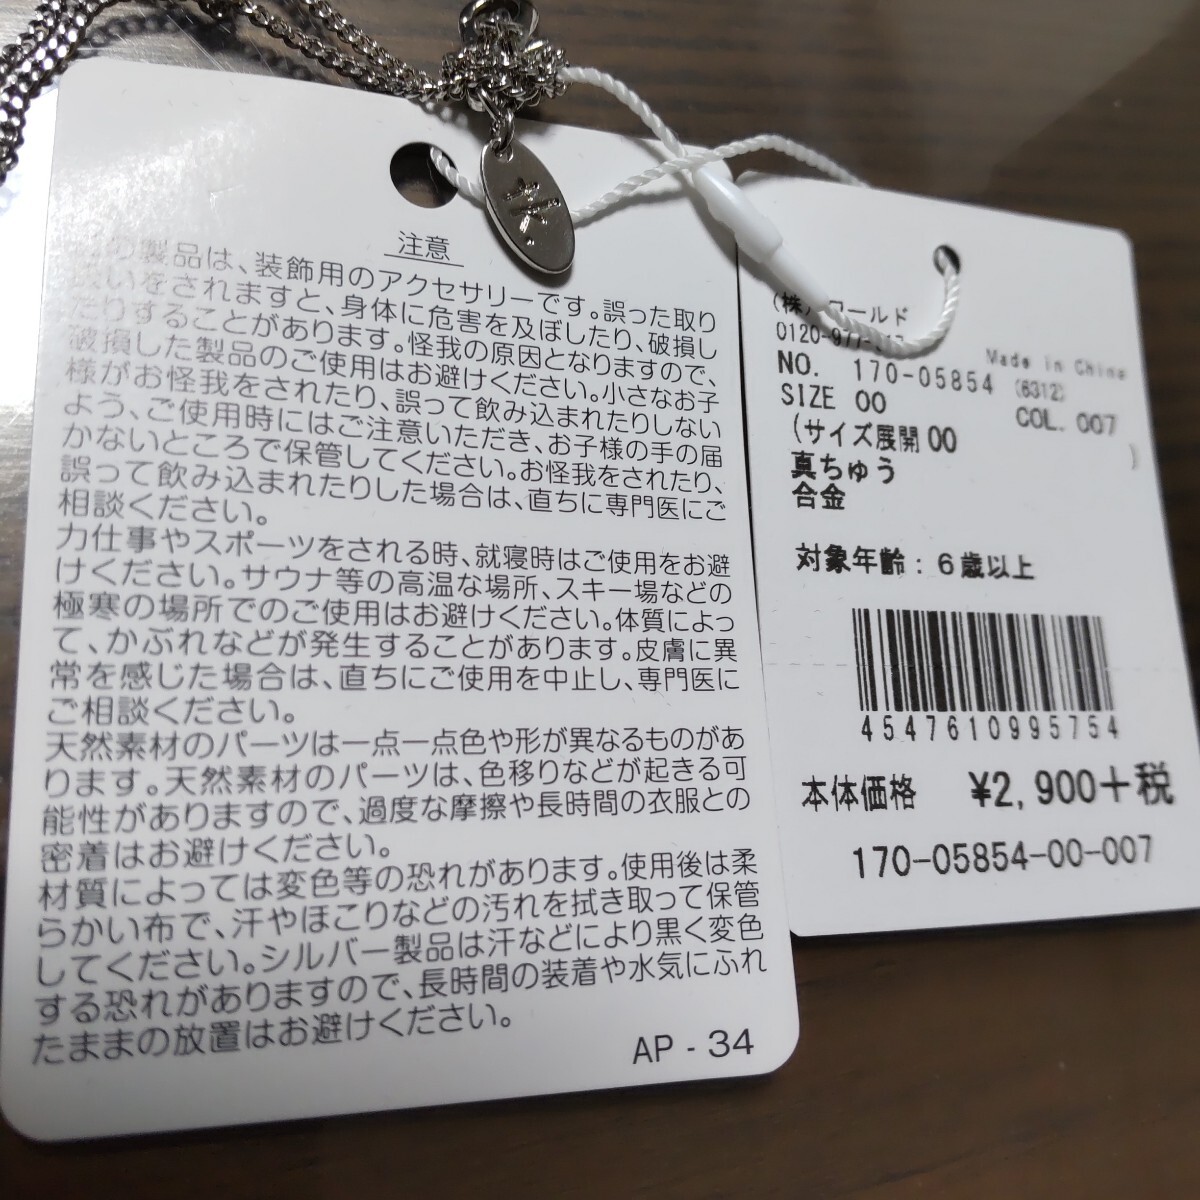 注意
の製品は、装飾用のアクセサリーです。誤った取り
扱いをされますと、身体に危害を及ぼしたり、破損し
たりすることがあります。怪我の原因となりますので、
破損した製品のご使用はお避けください。小さなお子
様がお怪我をされたり、誤って飲み込まれたりしない
よう、ご使用時にはご注意いただき、お子様の手の届
かないところで保管してください。お怪我をされたり、
誤って飲み込まれたりした場合は、直ちに専門医にご
相談ください。
力仕事やスポーツをされる時、就寝時はご使用をお避
けください。サウナ等の高温な場所、スキー場などの
極寒の場所でのご使用はお避けください。体質によっ
て、かぶれなどが発生することがあります。皮膚に異
常を感じた場合は、直ちにご使用を中止し、専門医に
ご相談ください。
天然素材のパーツは一点一点色や形が異なるものがあ
ります。天然素材のパーツは、色移りなどが起きる可
能性がありますので、過度な摩擦や長時間の衣服との
密着はお避けください。
材質によっては変色等の恐れがあります。使用後は柔
らかい布で、汗やほこりなどの汚れを拭き取って保管
してください。シルバー製品は汗などにより黒く変色
する恐れがありますので、長時間の装着や水気にふれ
たままの放置はお避けください。
AP - 34
(株)ワールド
0120-977-
Made in China
NO. 170-05854 (6312)
SIZE 00 COL. 007
(サイズ展開 00 )
真ちゅう
合金
対象年齢：6歳以上
4547610995754
本体価格 ¥2,900+税
170-05854-00-007